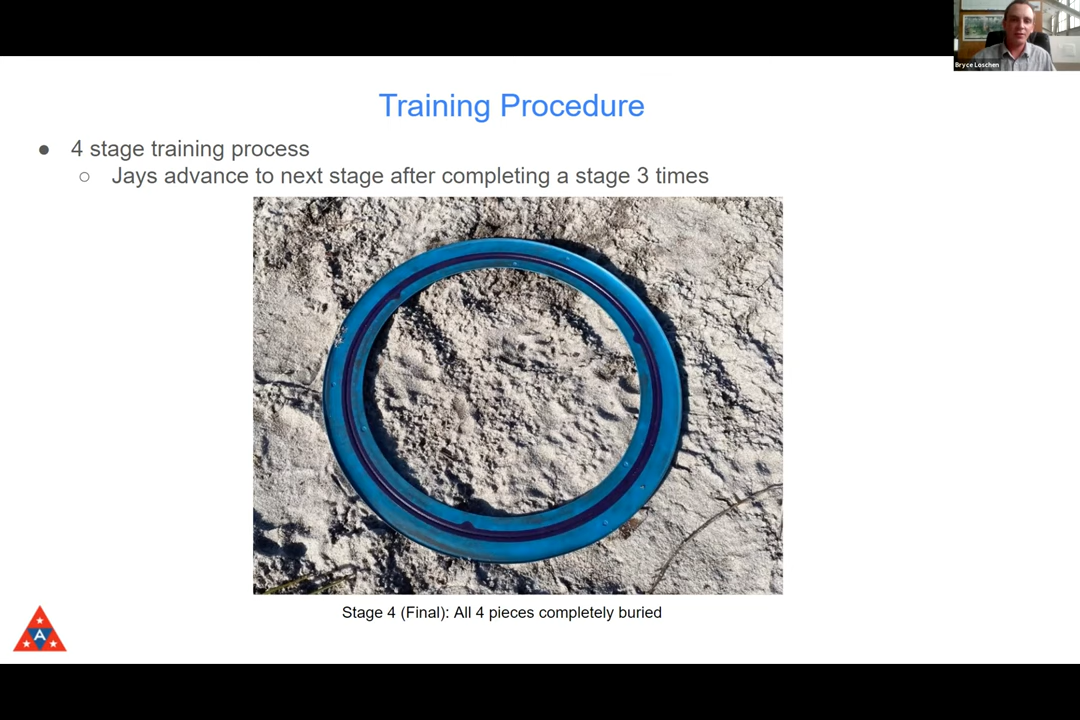 Bryce Loschen
Training Procedure
● 4 stage training process
○ Jays advance to next stage after completing a stage 3 times
Stage 4 (Final): All 4 pieces completely buried
A